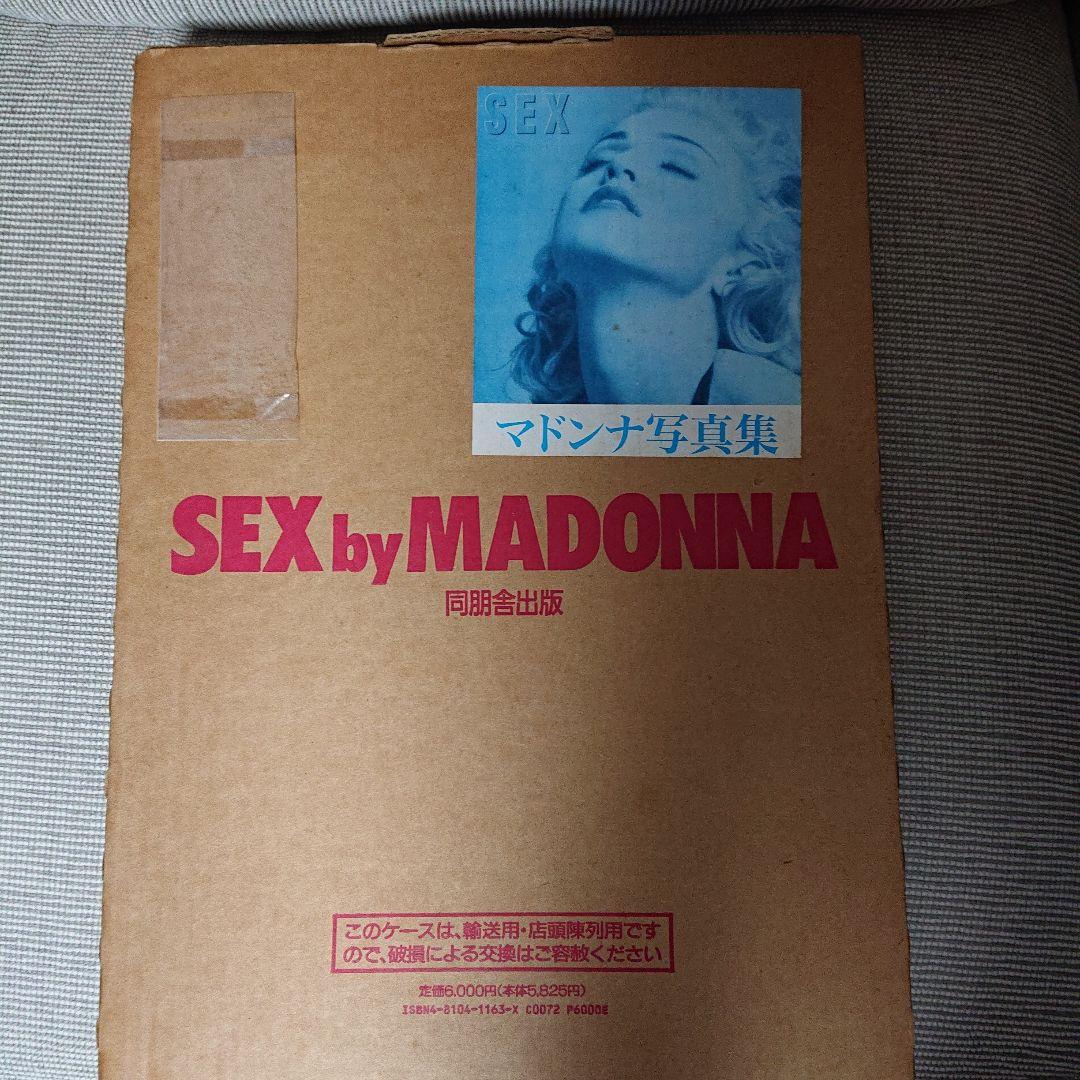 SEX
マドンナ写真集
SEX by MADONNA
同朋舎出版
このケースは、輸送用・店頭陳列用です
ので、破損による交換はご容赦ください
定価6,000円(本体5,825円)
ISBN4-8104-1163-X C0072 P6000E